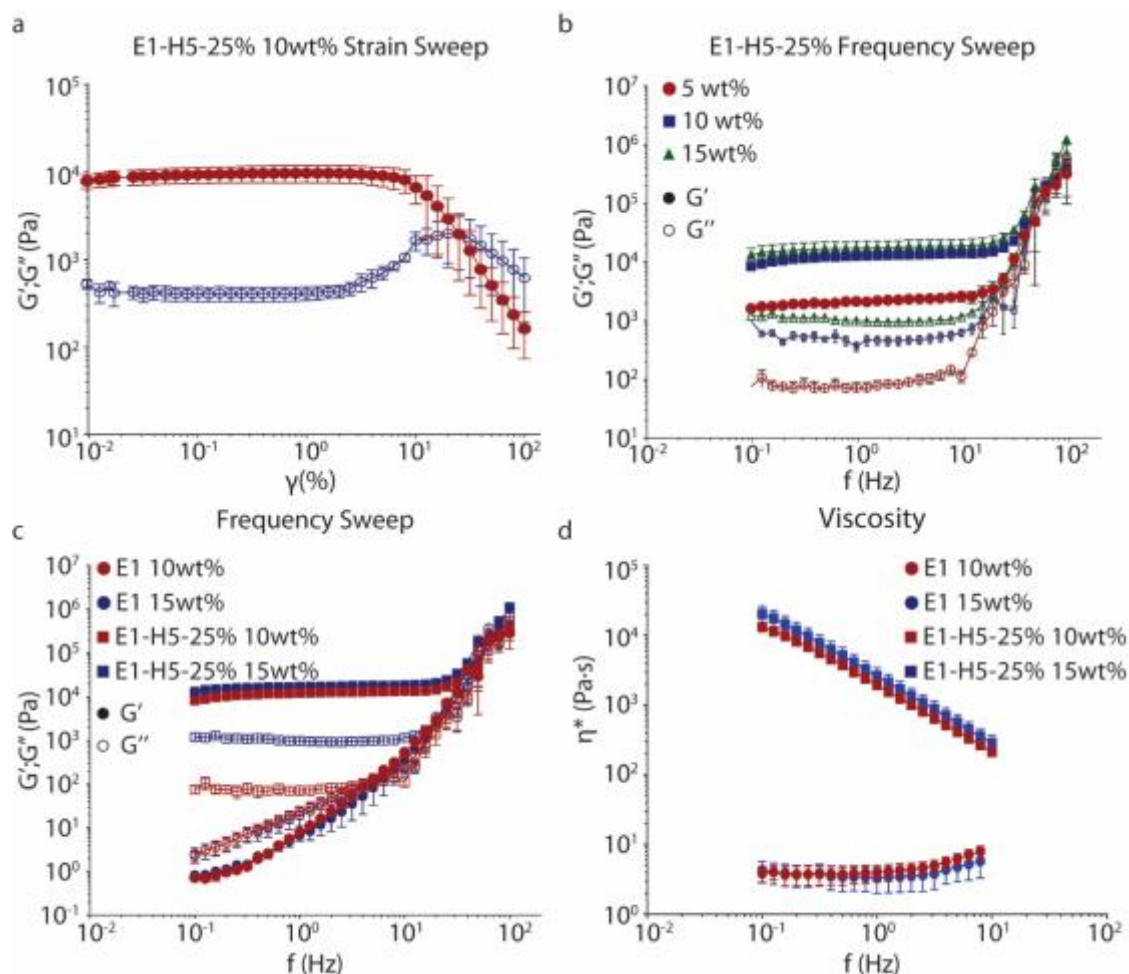 a
E1-H5-25% 10wt% Strain Sweep
G';G" (Pa)
10⁵
10⁴
10³
10²
10¹
10⁻² 10⁻¹ 10⁰ 10¹ 10²
γ(%)
b
E1-H5-25% Frequency Sweep
5 wt%
10 wt%
15wt%
G'
G"
G';G" (Pa)
10⁷
10⁶
10⁵
10⁴
10³
10²
10¹
10⁻² 10⁻¹ 10⁰ 10¹ 10²
f (Hz)
c
Frequency Sweep
E1 10wt%
E1 15wt%
E1-H5-25% 10wt%
E1-H5-25% 15wt%
G'
G"
G';G" (Pa)
10⁷
10⁶
10⁵
10⁴
10³
10²
10¹
10⁰
10⁻¹
10⁻² 10⁻¹ 10⁰ 10¹ 10²
f (Hz)
d
Viscosity
E1 10wt%
E1 15wt%
E1-H5-25% 10wt%
E1-H5-25% 15wt%
η* (Pa·s)
10⁵
10⁴
10³
10²
10¹
10⁰
10⁻² 10⁻¹ 10⁰ 10¹ 10²
f (Hz)